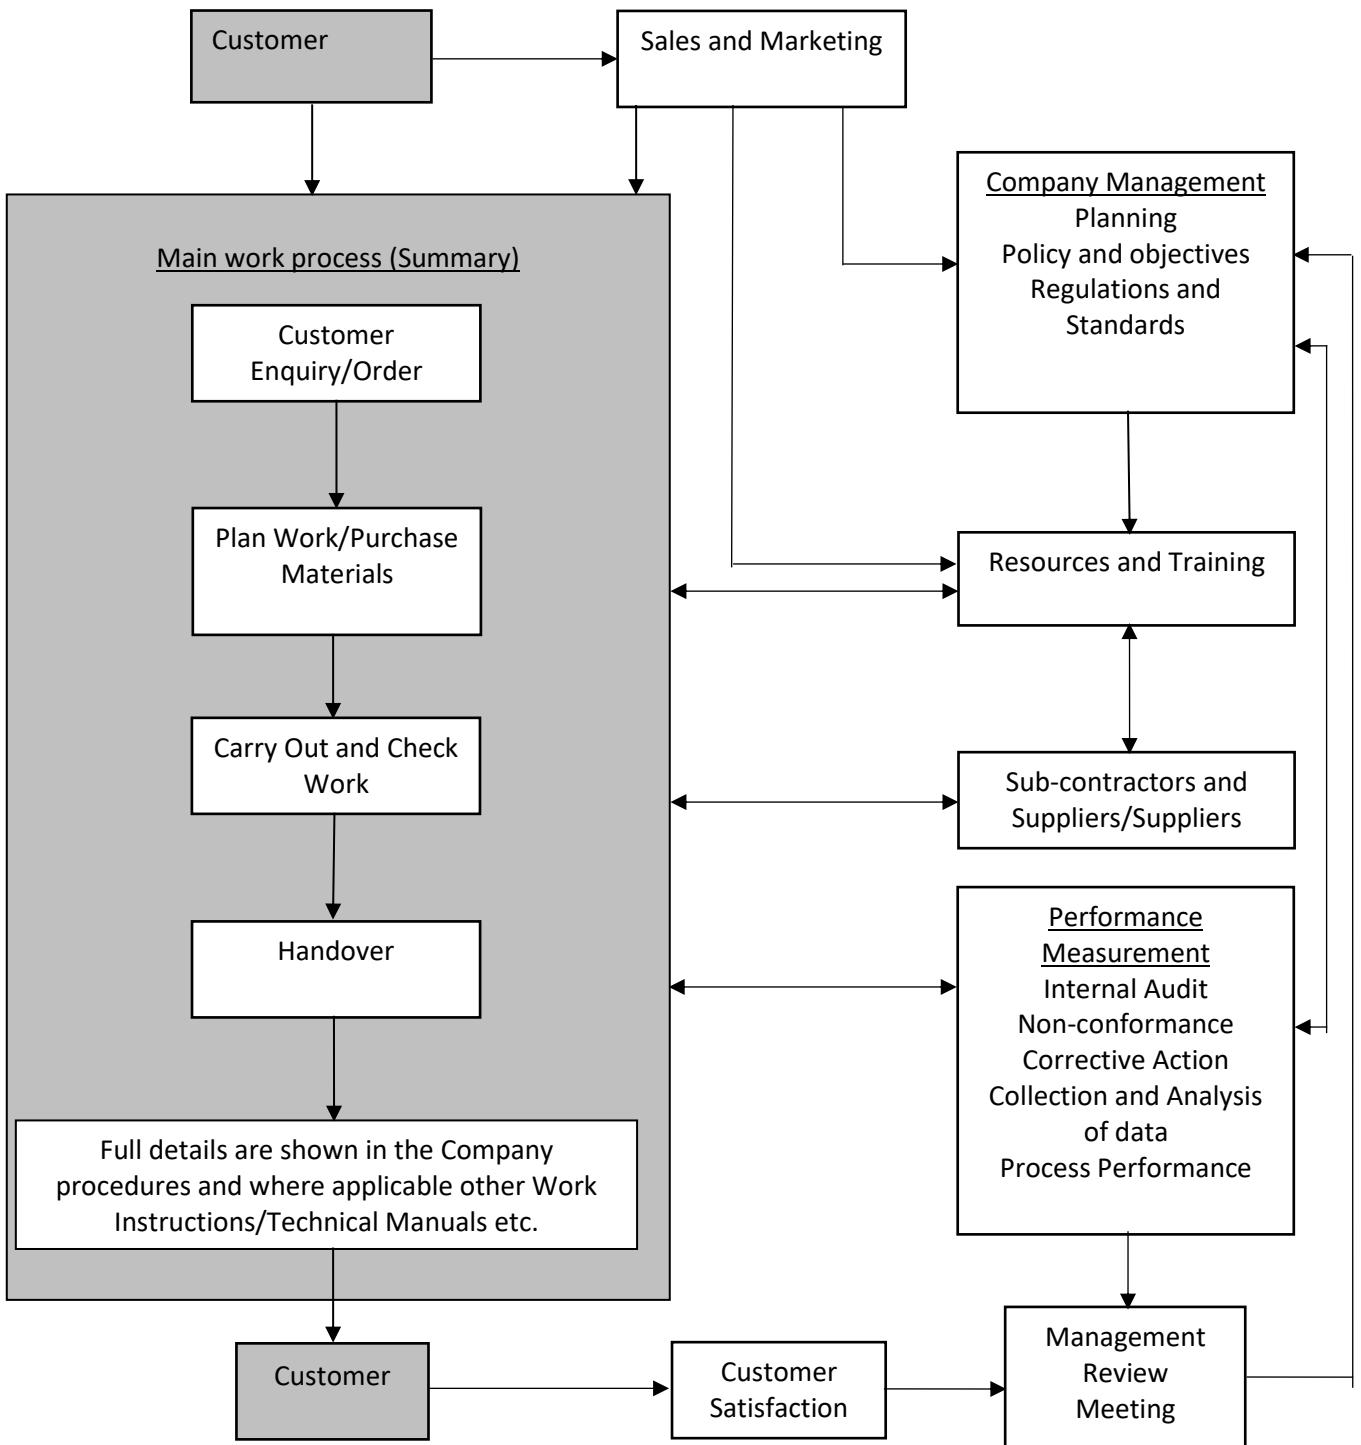 Customer
Sales and Marketing
Company Management
Planning
Policy and objectives
Regulations and
Standards
Main work process (Summary)
Customer
Enquiry/Order
Plan Work/Purchase
Materials
Resources and Training
Carry Out and Check
Work
Sub-contractors and
Suppliers/Suppliers
Handover
Performance
Measurement
Internal Audit
Non-conformance
Corrective Action
Collection and Analysis
of data
Process Performance
Full details are shown in the Company
procedures and where applicable other Work
Instructions/Technical Manuals etc.
Customer
Customer
Satisfaction
Management
Review
Meeting